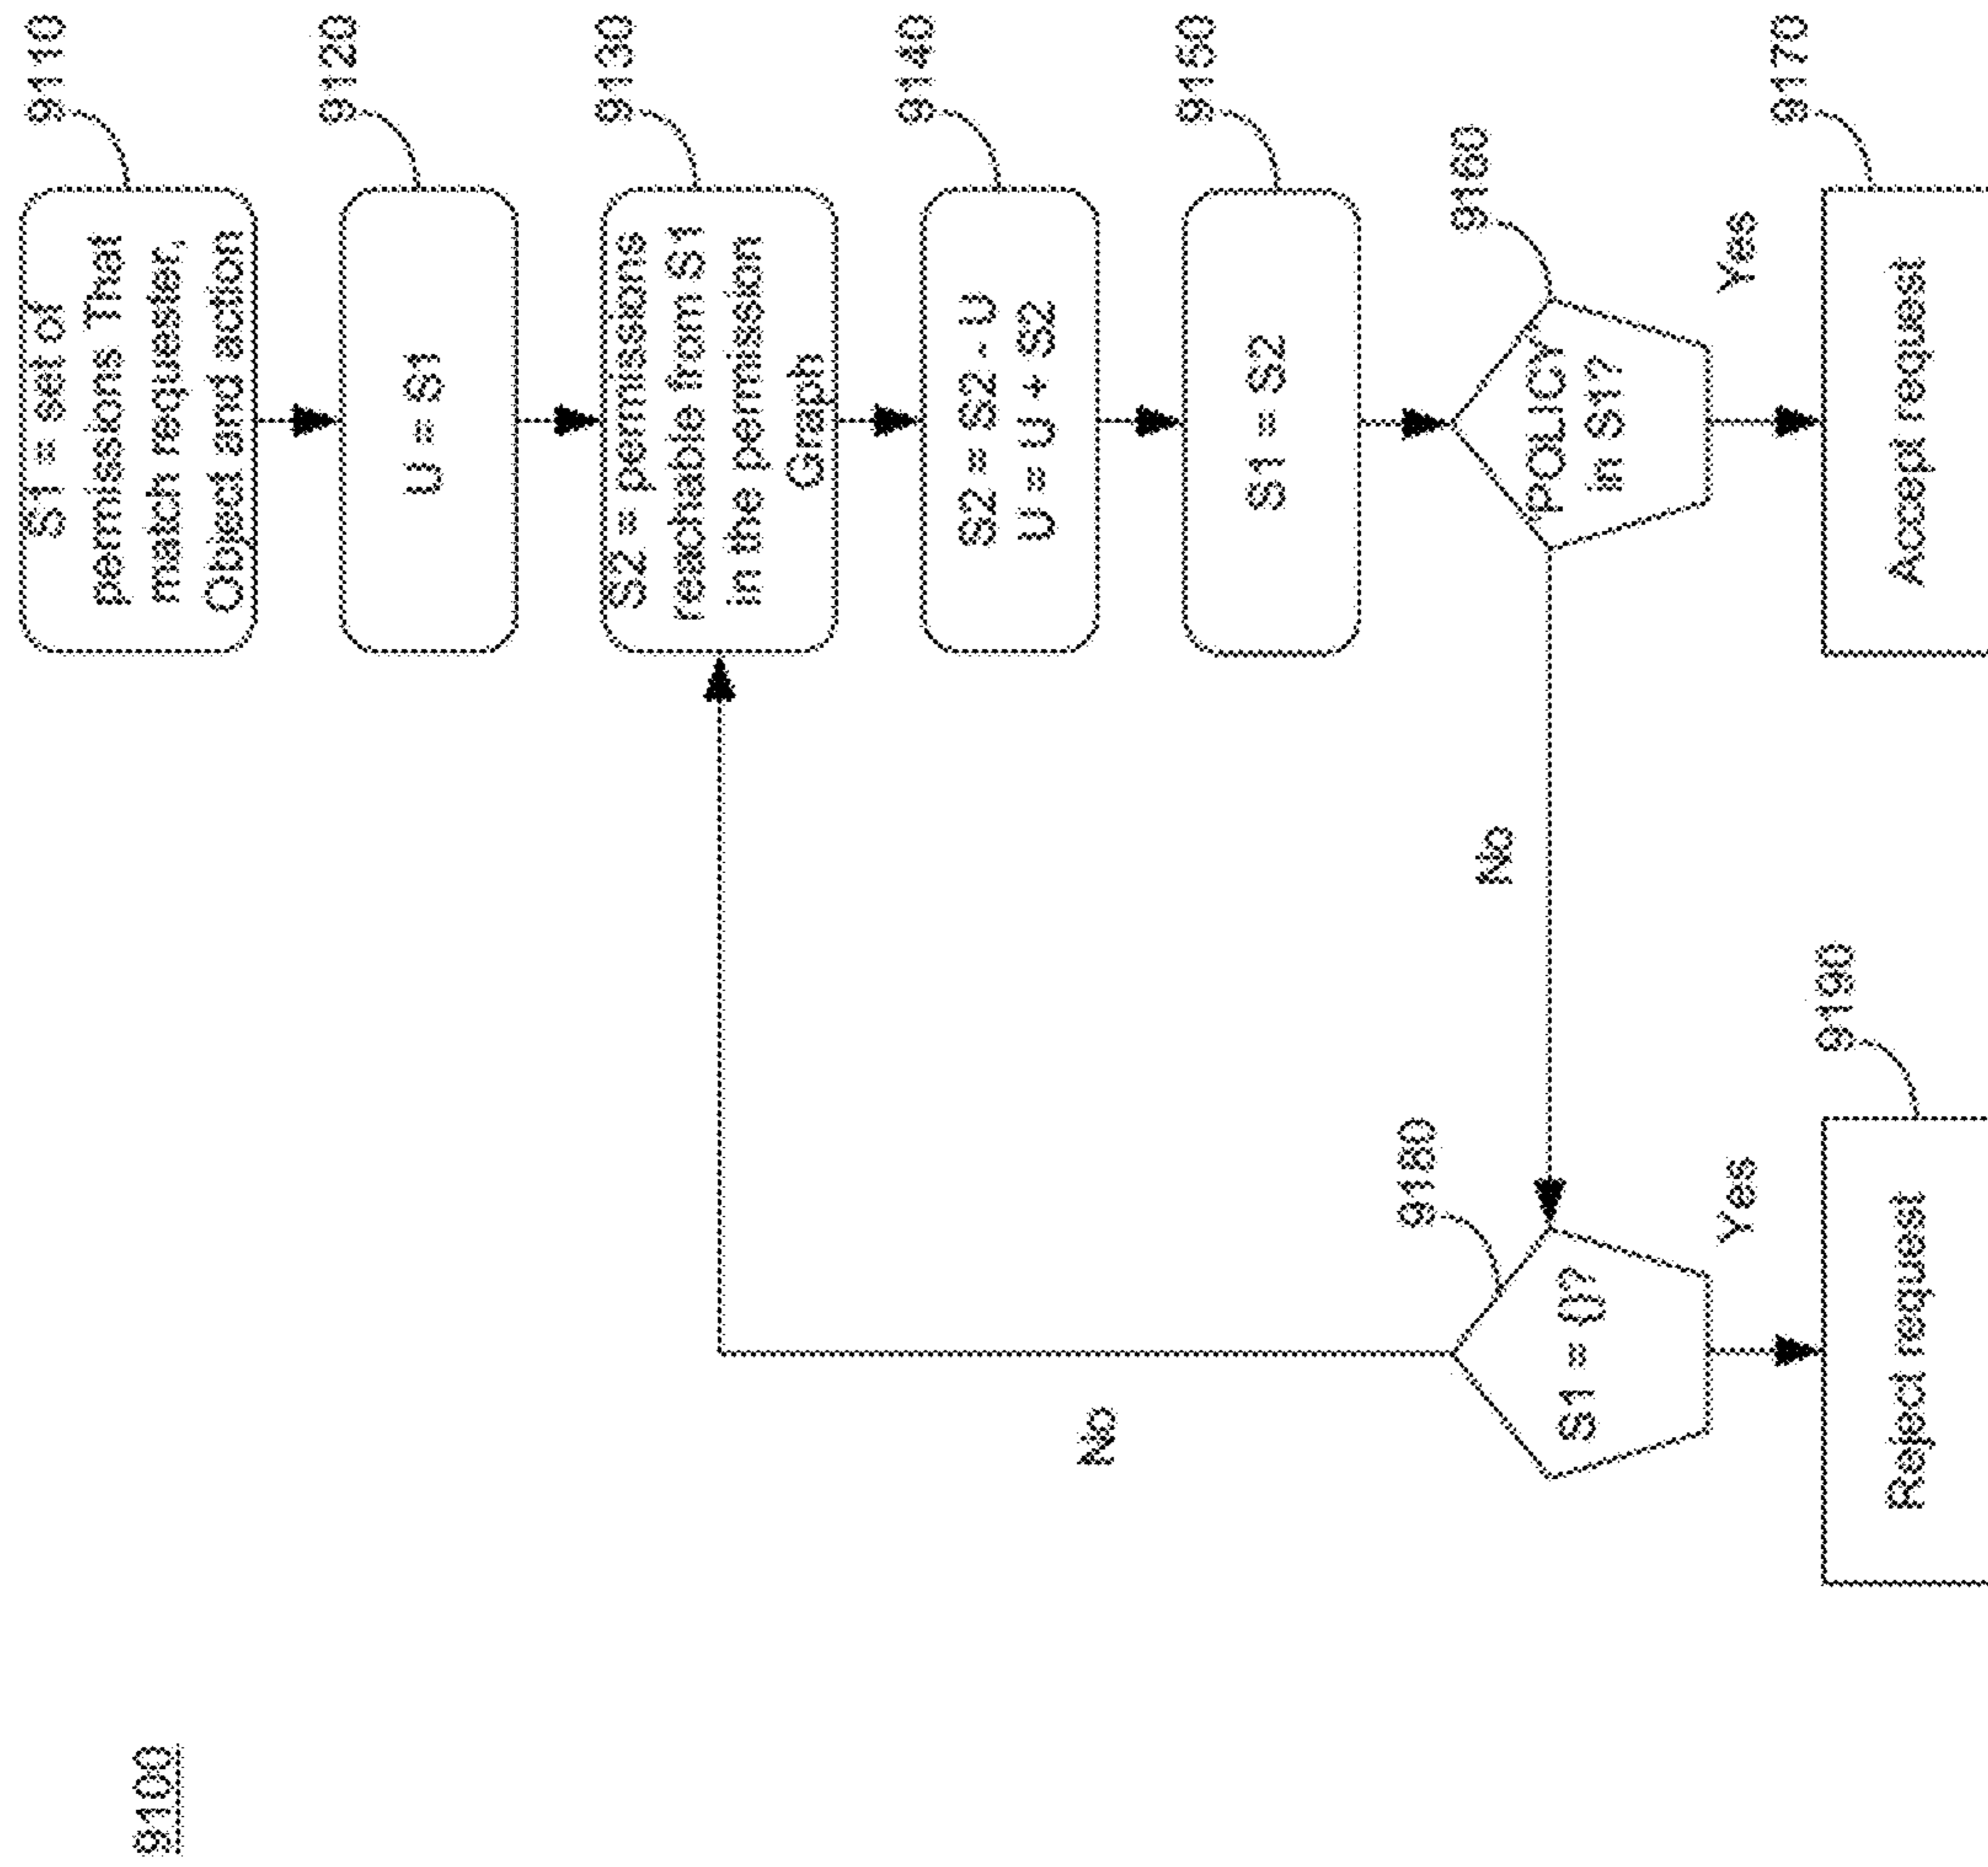 9100
9110
S1 = set of
permissions That
match requester,
Object and action
9120
U = S1
9130
S2 = permissions
reachable from S1
in the permission
Graph
9140
S2 = S2 - U
U = U + S2
9150
S1 = S2
9160
POLICY
in S1?
No
Yes
9170
Accept request
9180
S1 = 0?
No
Yes
9190
Reject request